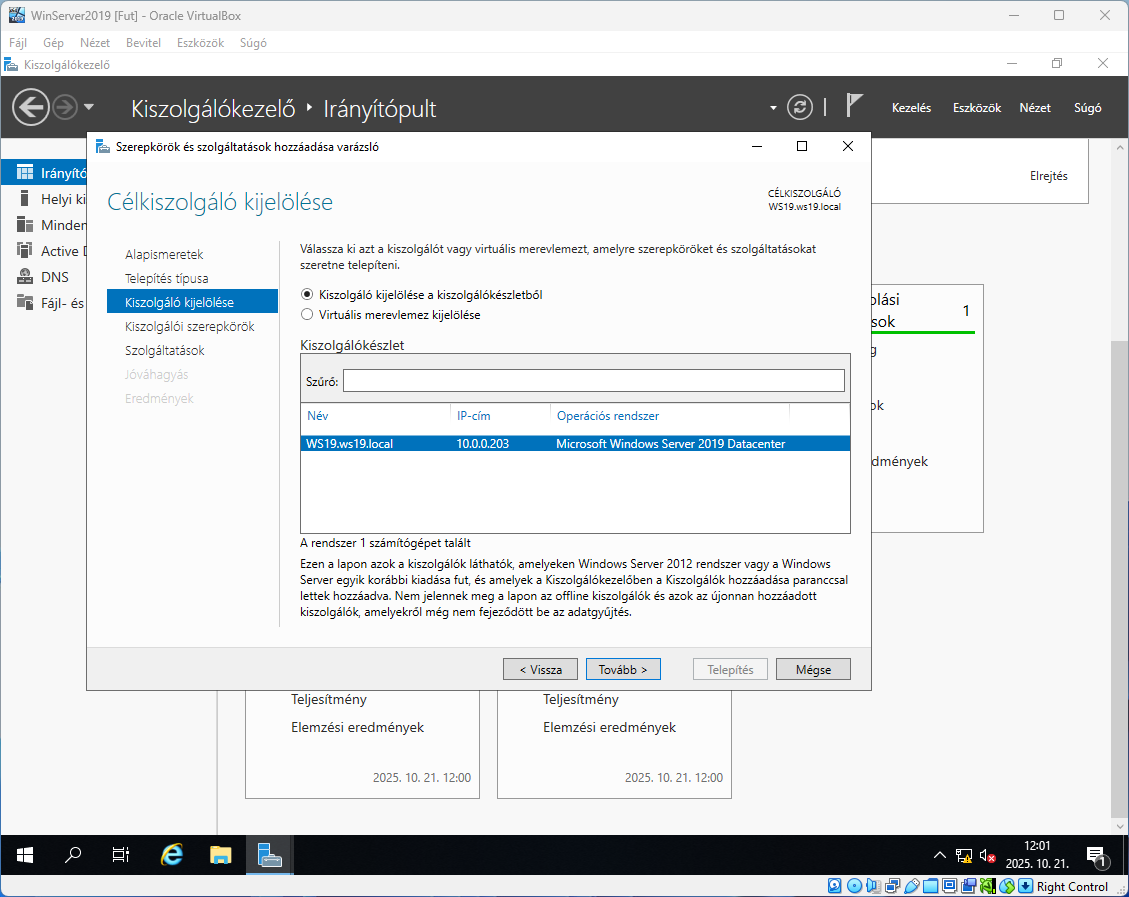 WinServer2019 [Fut] - Oracle VirtualBox
Fájl Gép Nézet Bevitel Eszközök Súgó
Kiszolgálókezelő
Kiszolgálókezelő Irányítópult
Kezelés Eszközök Nézet Súgó
Szerepkörök és szolgáltatások hozzáadása varázsló
Irányító
Helyi ki
Minden
Active D
DNS
Fájl- és
Elrejtés
Célkiszolgáló kijelölése
CÉLKISZOLGÁLÓ
WS19.ws19.local
Alapismeretek
Telepítés típusa
Kiszolgáló kijelölése
Kiszolgálói szerepkörök
Szolgáltatások
Jóváhagyás
Eredmények
Válassza ki azt a kiszolgálót vagy virtuális merevlemezt, amelyre szerepköröket és szolgáltatásokat
szeretne telepíteni.
Kiszolgáló kijelölése a kiszolgálókészletből
Virtuális merevlemez kijelölése
Kiszolgálókészlet
Szűrő:
Név IP-cím Operációs rendszer
WS19.ws19.local 10.0.0.203 Microsoft Windows Server 2019 Datacenter
A rendszer 1 számítógépet talált
Ezen a lapon azok a kiszolgálók láthatók, amelyeken Windows Server 2012 rendszer vagy a Windows
Server egyik korábbi kiadása fut, és amelyek a Kiszolgálókezelőben a Kiszolgálók hozzáadása paranccsal
lettek hozzáadva. Nem jelennek meg a lapon az offline kiszolgálók és azok az újonnan hozzáadott
kiszolgálók, amelyekről még nem fejeződött be az adatgyűjtés.
< Vissza Tovább > Telepítés Mégse
olási
sok 1
g
ok
dmények
Teljesítmény Teljesítmény
Elemzési eredmények Elemzési eredmények
2025. 10. 21. 12:00 2025. 10. 21. 12:00
12:01
2025. 10. 21.
1
Right Control